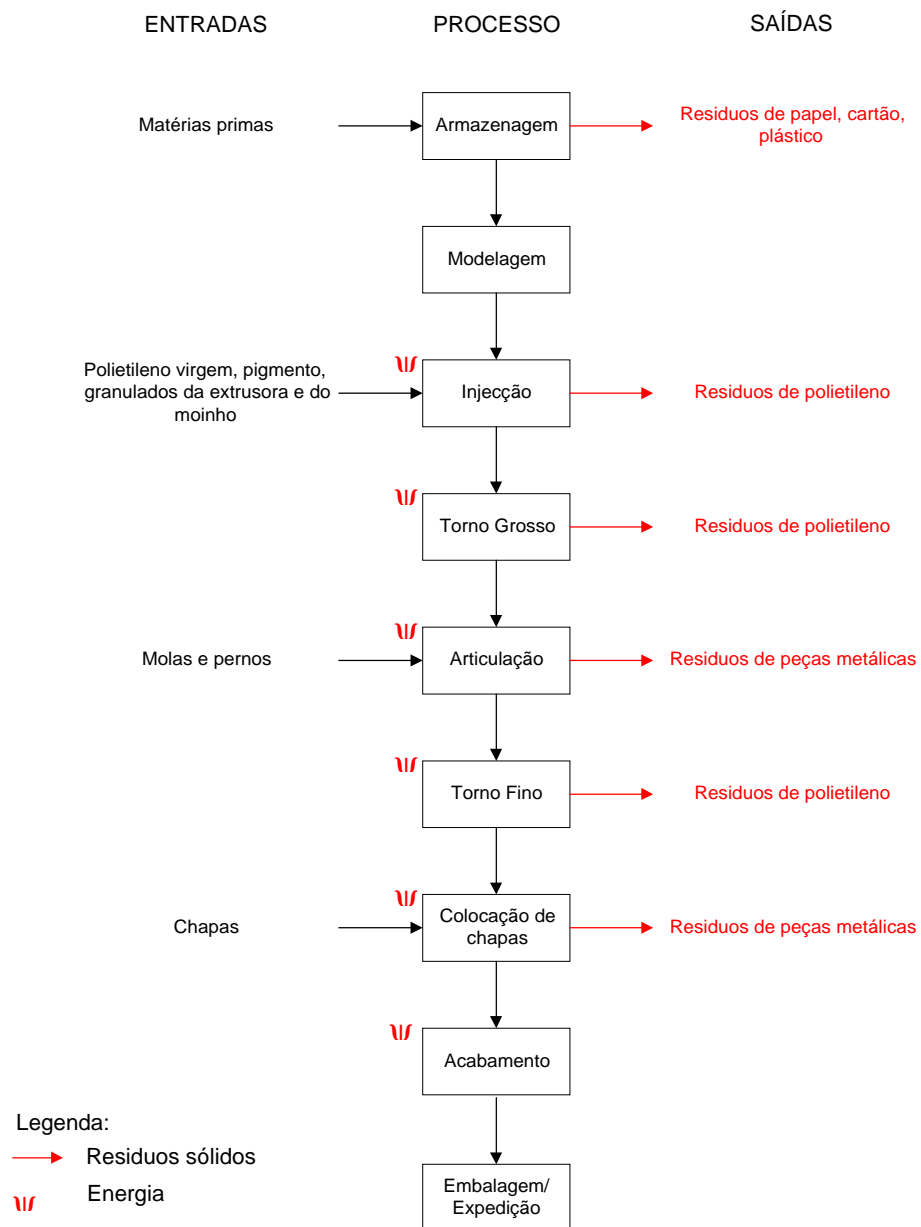 ENTRADAS
PROCESSO
SAÍDAS
Matérias primas
Armazenagem
Residuos de papel, cartão,
plástico
Modelagem
Polietileno virgem, pigmento,
granulados da extrusora e do
moinho
Injecção
Residuos de polietileno
Torno Grosso
Residuos de polietileno
Molas e pernos
Articulação
Residuos de peças metálicas
Torno Fino
Residuos de polietileno
Chapas
Colocação de
chapas
Residuos de peças metálicas
Acabamento
Embalagem/
Expedição
Legenda:
Residuos sólidos
Energia